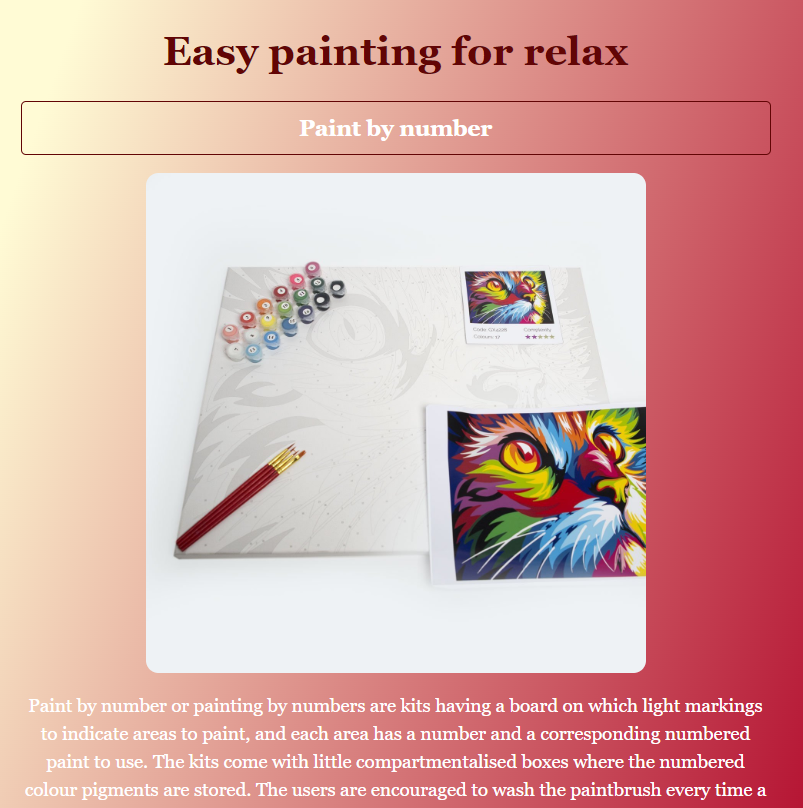 Easy painting for relax
Paint by number
Code: GX4228 Complexity
Colours: 17
Paint by number or painting by numbers are kits having a board on which light markings
to indicate areas to paint, and each area has a number and a corresponding numbered
paint to use. The kits come with little compartmentalised boxes where the numbered
colour pigments are stored. The users are encouraged to wash the paintbrush every time a